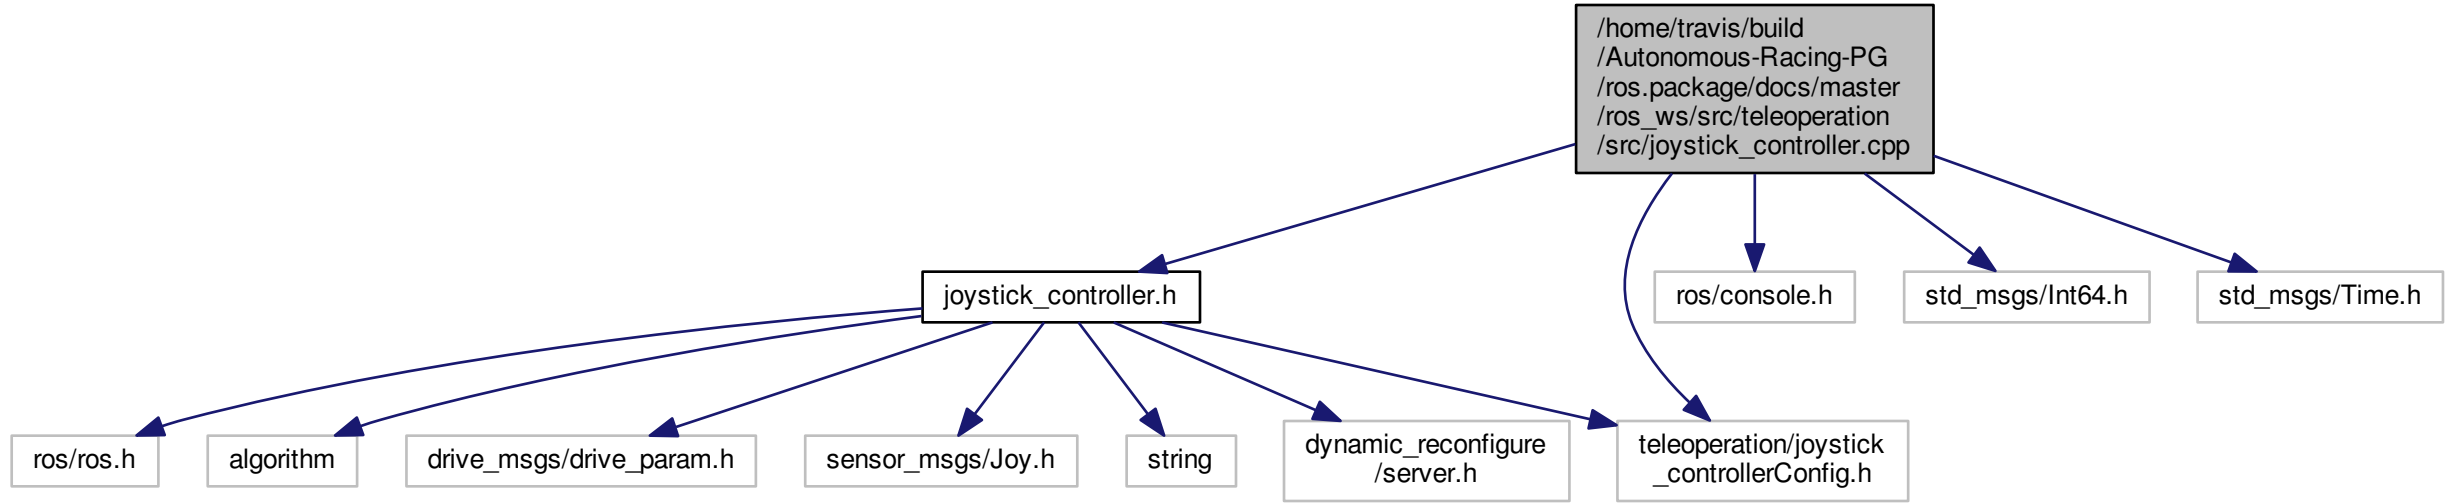 /home/travis/build
/Autonomous-Racing-PG
/ros.package/docs/master
/ros_ws/src/teleoperation
/src/joystick_controller.cpp
joystick_controller.h
ros/console.h
std_msgs/Int64.h
std_msgs/Time.h
ros/ros.h
algorithm
drive_msgs/drive_param.h
sensor_msgs/Joy.h
string
dynamic_reconfigure
/server.h
teleoperation/joystick
_controllerConfig.h